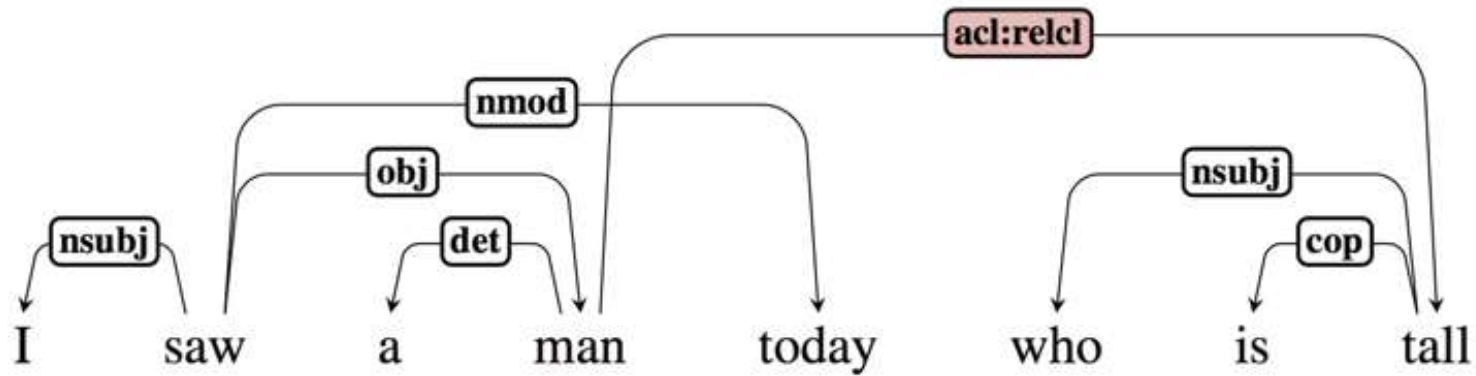 acl:relcl
nmod
obj nsubj
nsubj det cop
I saw a man today who is tall